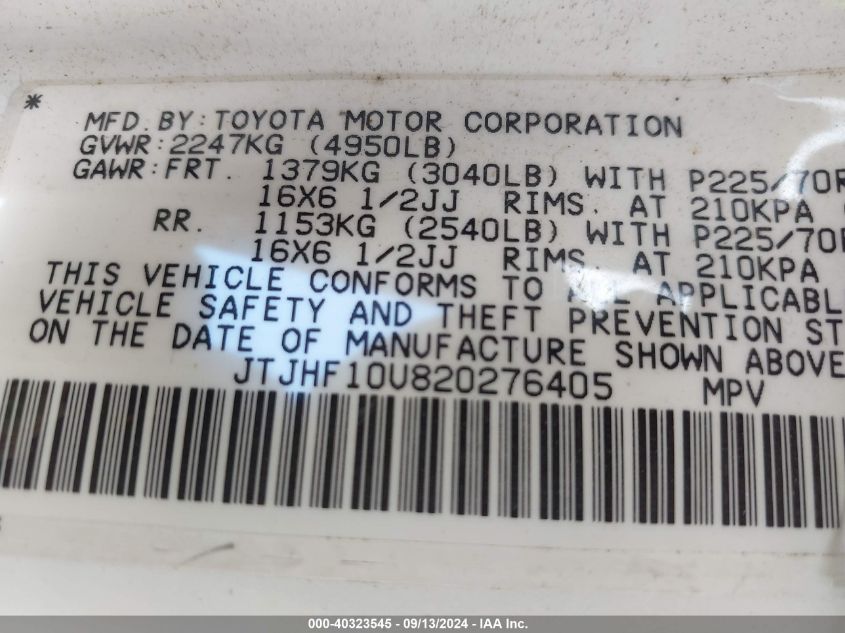 *
MFD. BY: TOYOTA MOTOR CORPORATION
GVWR: 2247KG (4950LB)
GAWR: FRT. 1379KG (3040LB) WITH P225/70R
16X6 1/2JJ RIMS. AT 210KPA
RR. 1153KG (2540LB) WITH P225/70R
16X6 1/2JJ RIMS. AT 210KPA
THIS VEHICLE CONFORMS TO ALL APPLICABL
VEHICLE SAFETY AND THEFT PREVENTION ST
ON THE DATE OF MANUFACTURE SHOWN ABOVE
JTJHF10U820276405 MPV
000-40323545 - 09/13/2024 - IAA Inc.